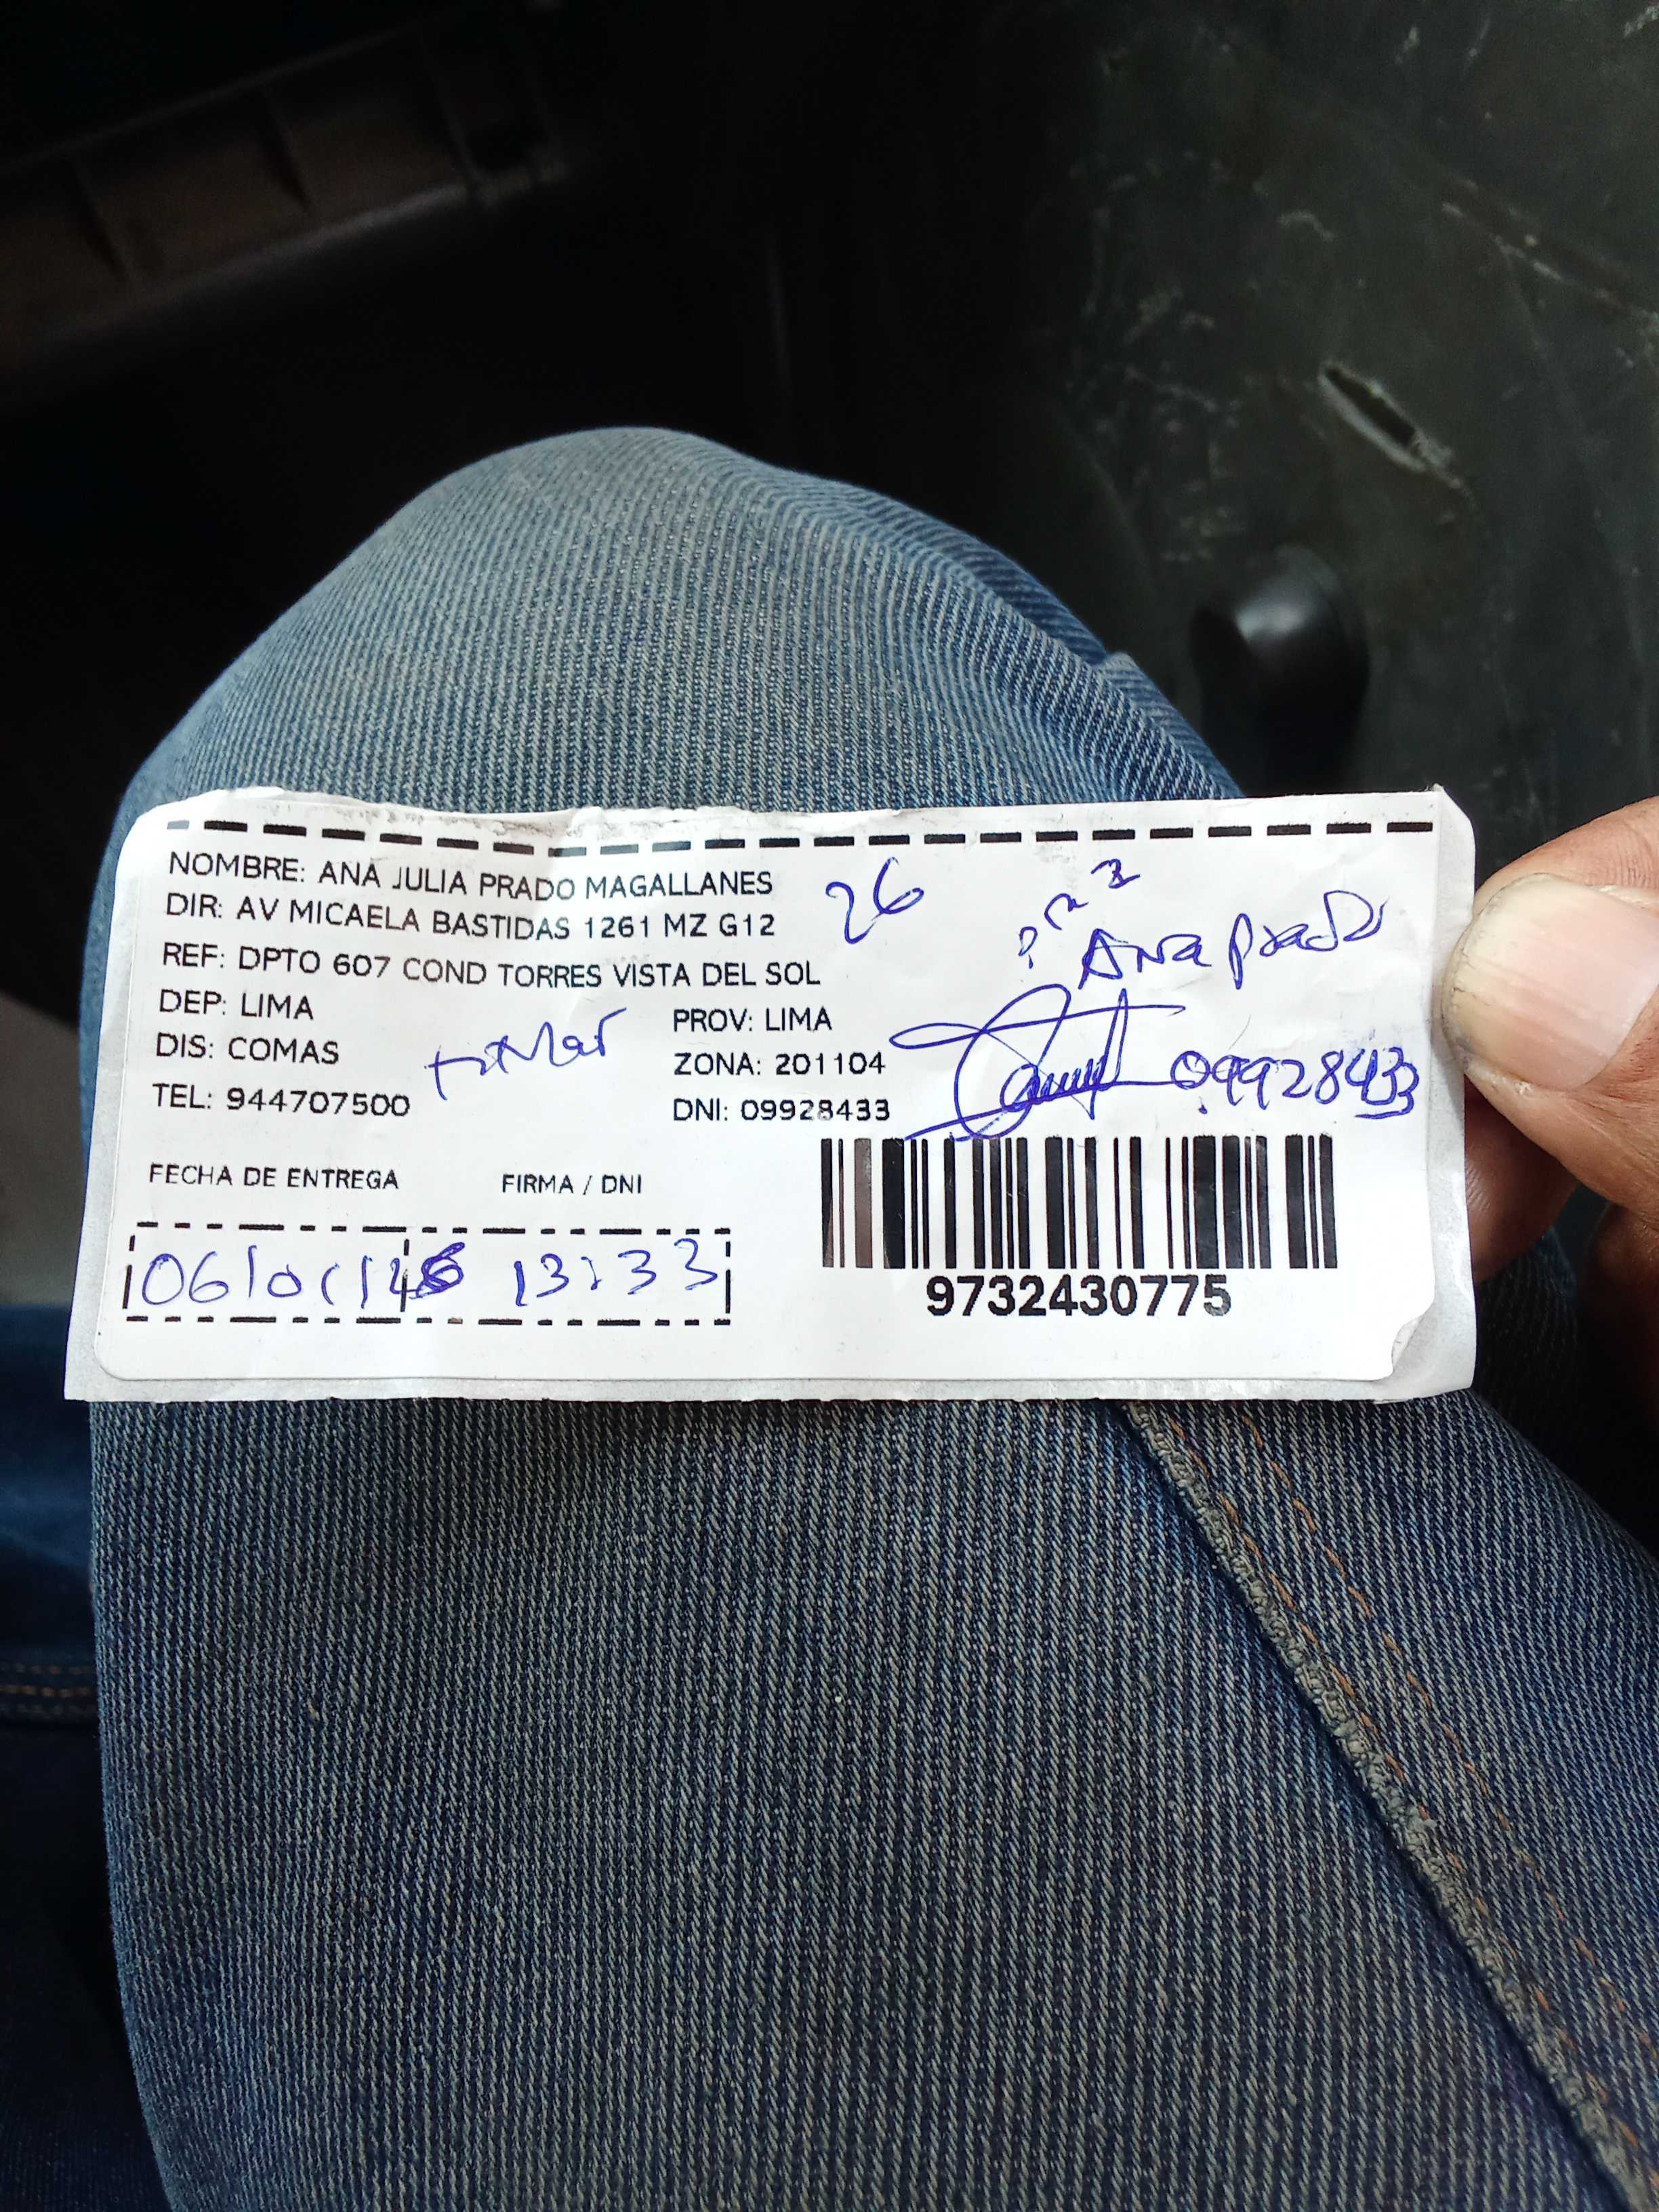 NOMBRE: ANA JULIA PRADO MAGALLANES
DIR: AV MICAELA BASTIDAS 1261 MZ G12
REF: DPTO 607 COND TORRES VISTA DEL SOL
DEP: LIMA
PROV: LIMA
DIS: COMAS
ZONA: 201104
TEL: 944707500
DNI: 09928433
26
Ana Prado
09928433
FECHA DE ENTREGA
FIRMA / DNI
13:33
9732430775